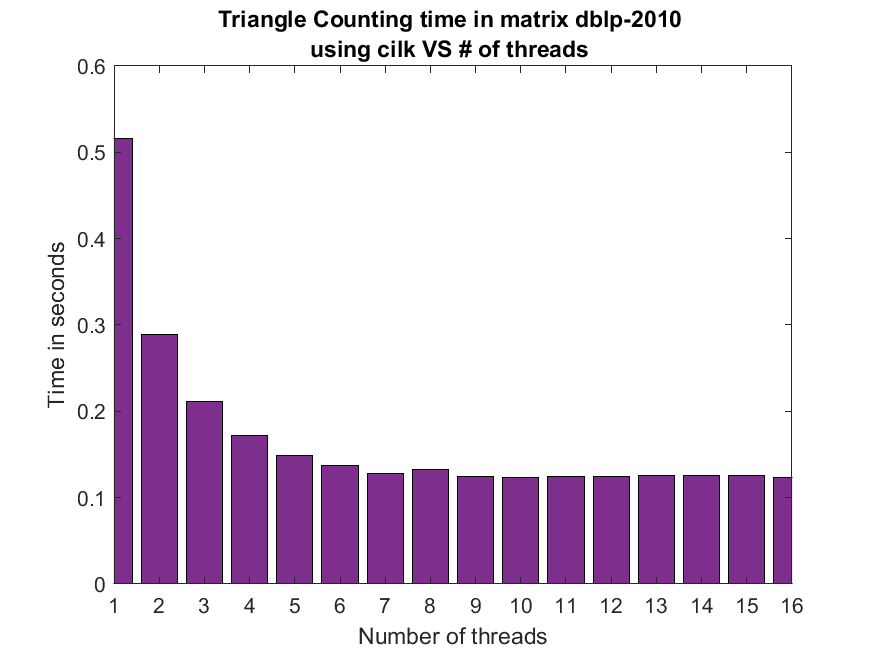 Triangle Counting time in matrix dblp-2010
using cilk VS # of threads
0.6
0.5
0.4
0.3
0.2
0.1
0
Time in seconds
1 2 3 4 5 6 7 8 9 10 11 12 13 14 15 16
Number of threads